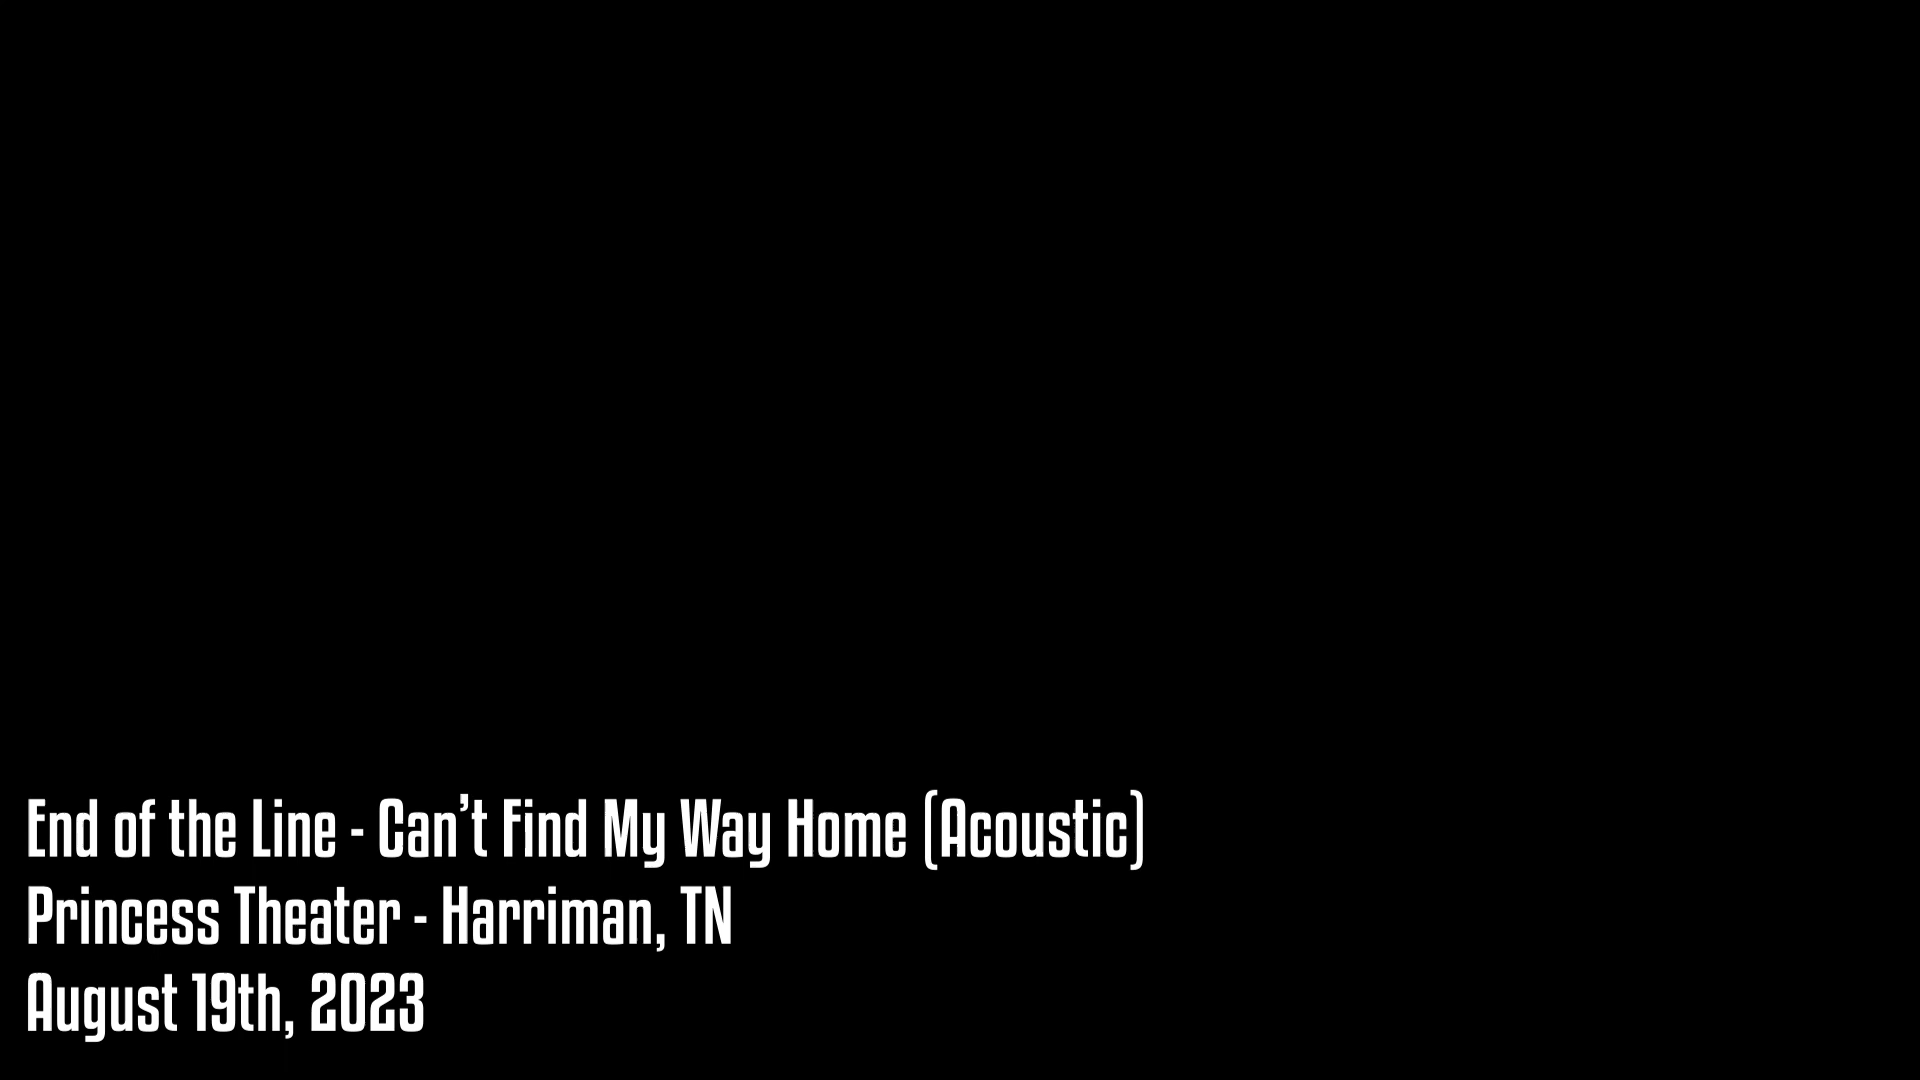 End of the Line - Can’t Find My Way Home (Acoustic)
Princess Theater - Harriman, TN
August 19th, 2023